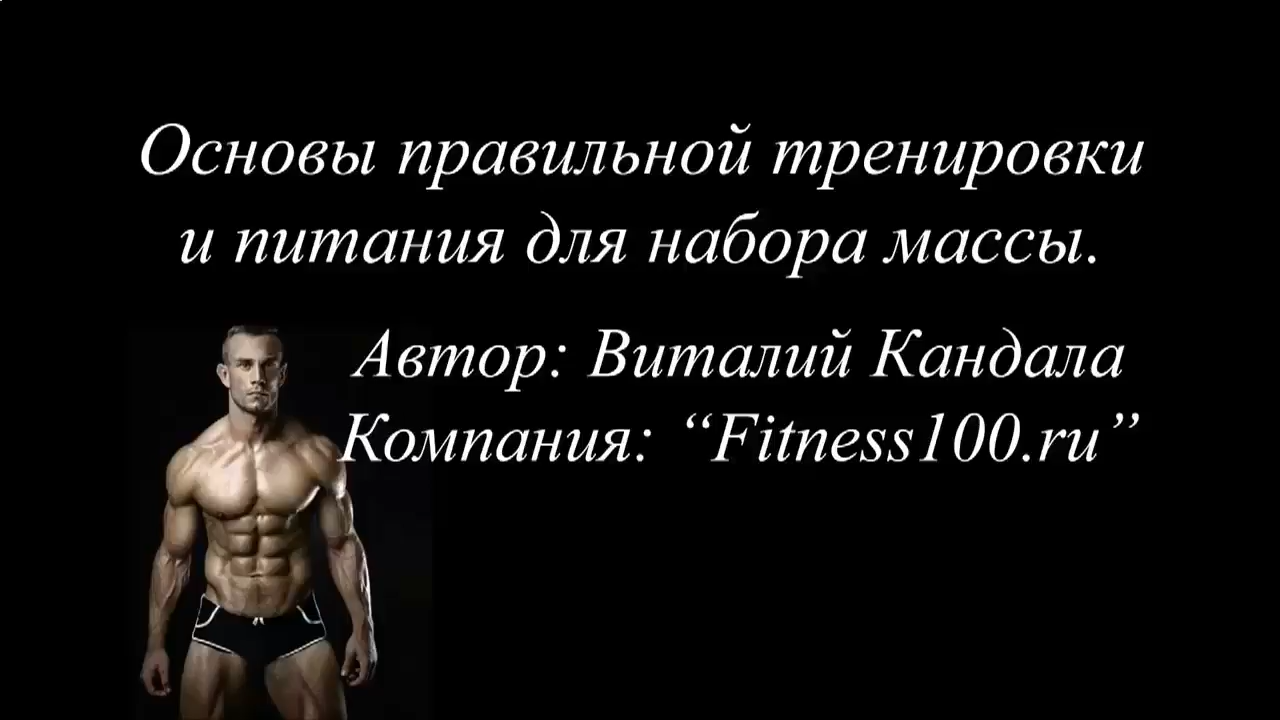 Основы правильной тренировки
и питания для набора массы.
Автор: Виталий Кандала
Компания: “Fitness100.ru”